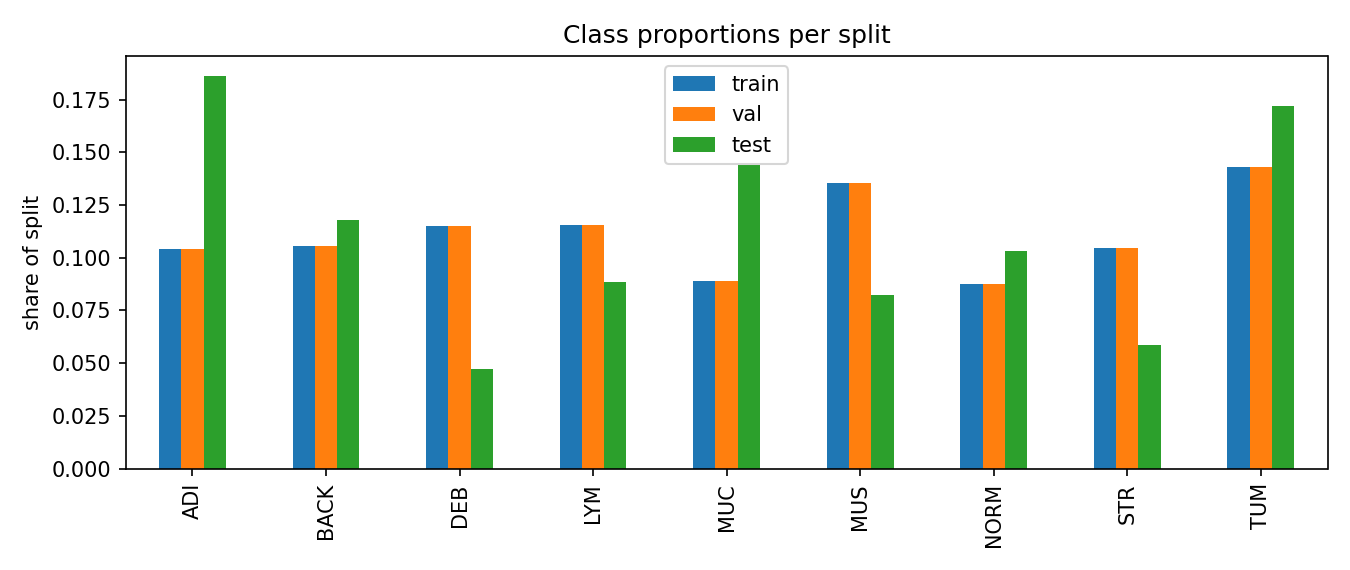 Class proportions per split
train
val
test
share of split
0.175
0.150
0.125
0.100
0.075
0.050
0.025
0.000
ADI
BACK
DEB
LYM
MUC
MUS
NORM
STR
TUM